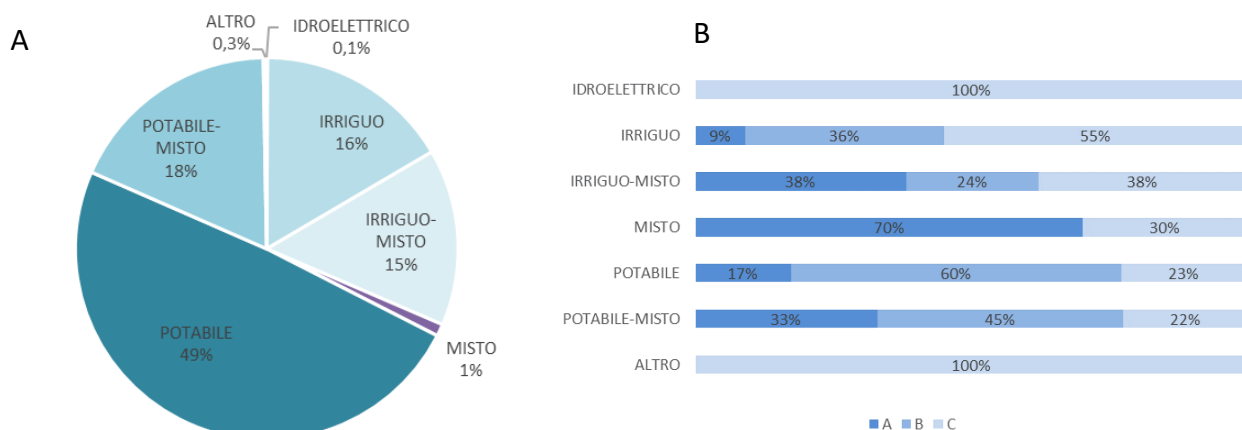 A
ALTRO
0,3%
IDROELETTRICO
0,1%
IRRIGUO
16%
IRRIGUO-
MISTO
15%
MISTO
1%
POTABILE
49%
POTABILE-
MISTO
18%
B
IDROELETTRICO
100%
IRRIGUO
9% 36% 55%
IRRIGUO-MISTO
38% 24% 38%
MISTO
70% 30%
POTABILE
17% 60% 23%
POTABILE-MISTO
33% 45% 22%
ALTRO
100%
A B C